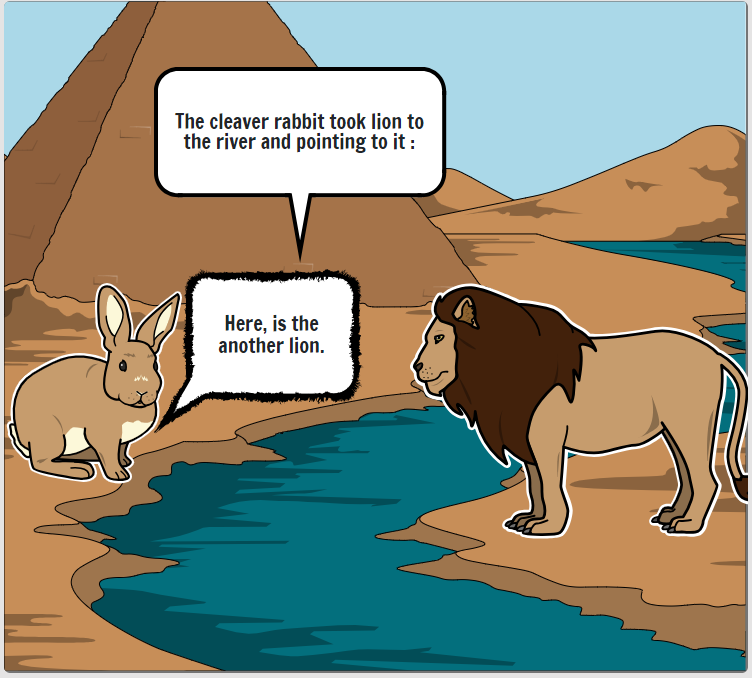 The cleaver rabbit took lion to
the river and pointing to it :
Here, is the
another lion.